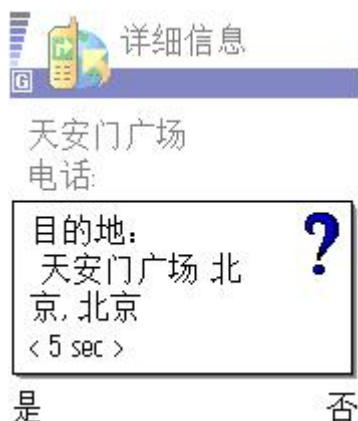 详细信息
G
天安门广场
电话:
目的地:
天安门广场 北
京, 北京
< 5 sec >
是 否